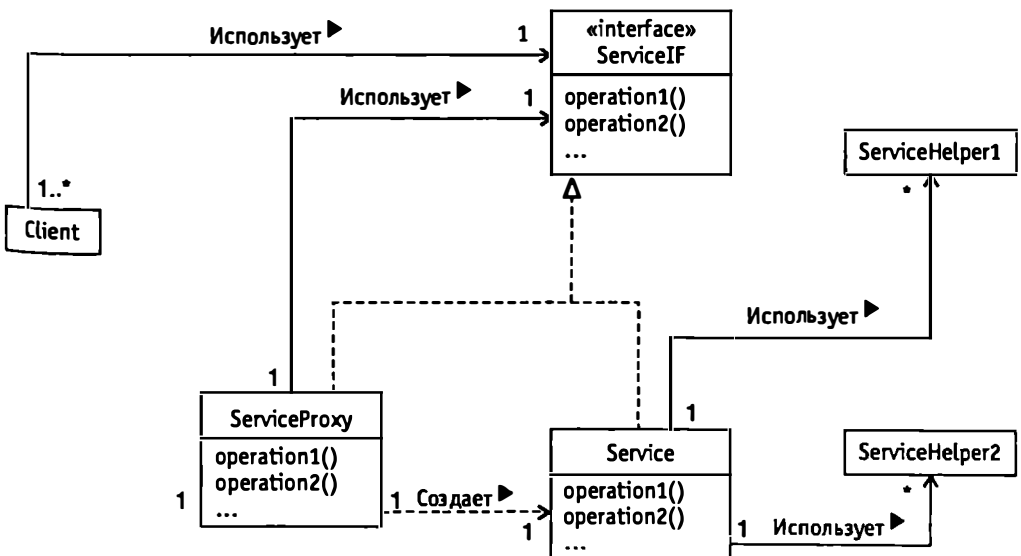 Использует ▶ 1
«interface»
ServiceIF
operation1()
operation2()
...
Использует ▶ 1
1..*
Client
ServiceHelper1
*
Использует ▶
1
ServiceProxy
operation1()
operation2()
...
1
1 Создает ▶
1
1
Service
operation1()
operation2()
...
ServiceHelper2
*
1 Использует ▶